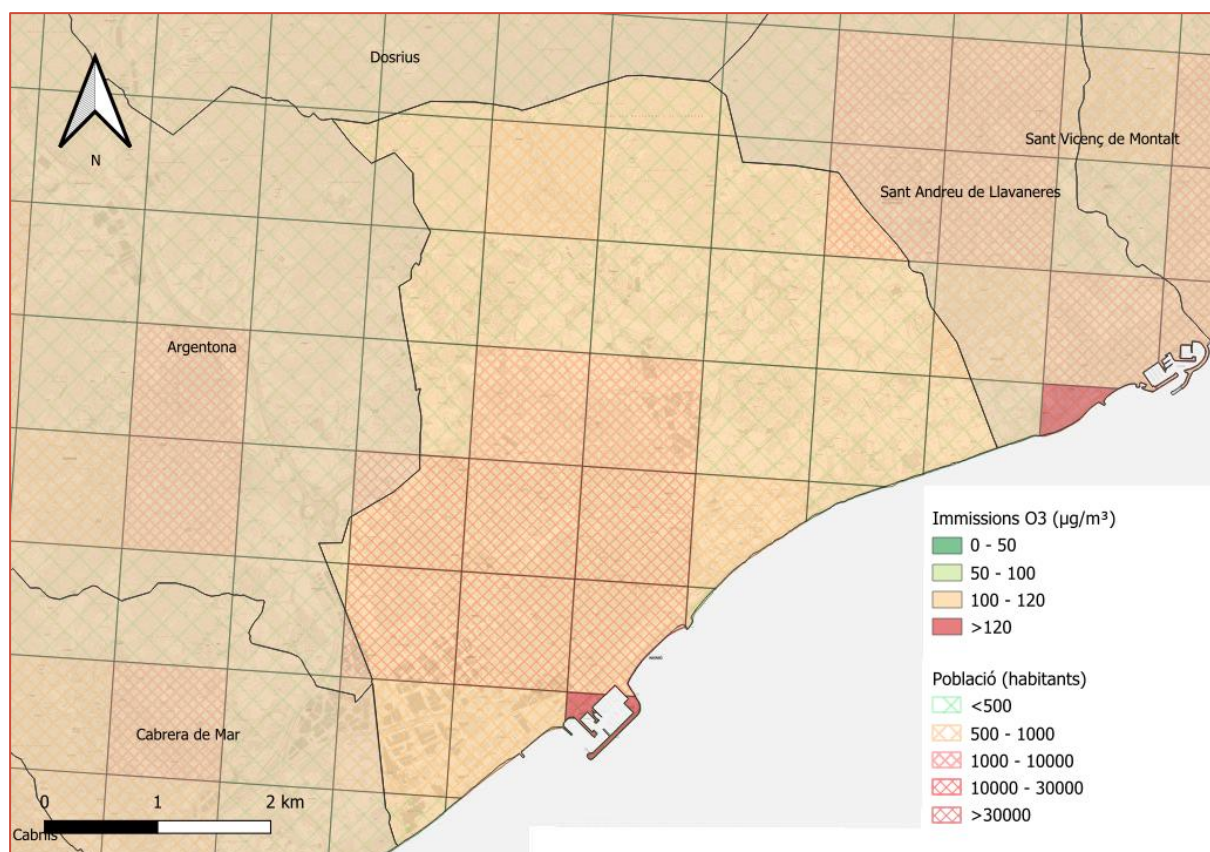 Dosrius
N
Sant Vicenç de Montalt
Sant Andreu de Llavaneres
Argentona
Cabrera de Mar
0 1 2 km
Cabrils
Immissions O3 (µg/m³)
0 - 50
50 - 100
100 - 120
>120
Població (habitants)
<500
500 - 1000
1000 - 10000
10000 - 30000
>30000